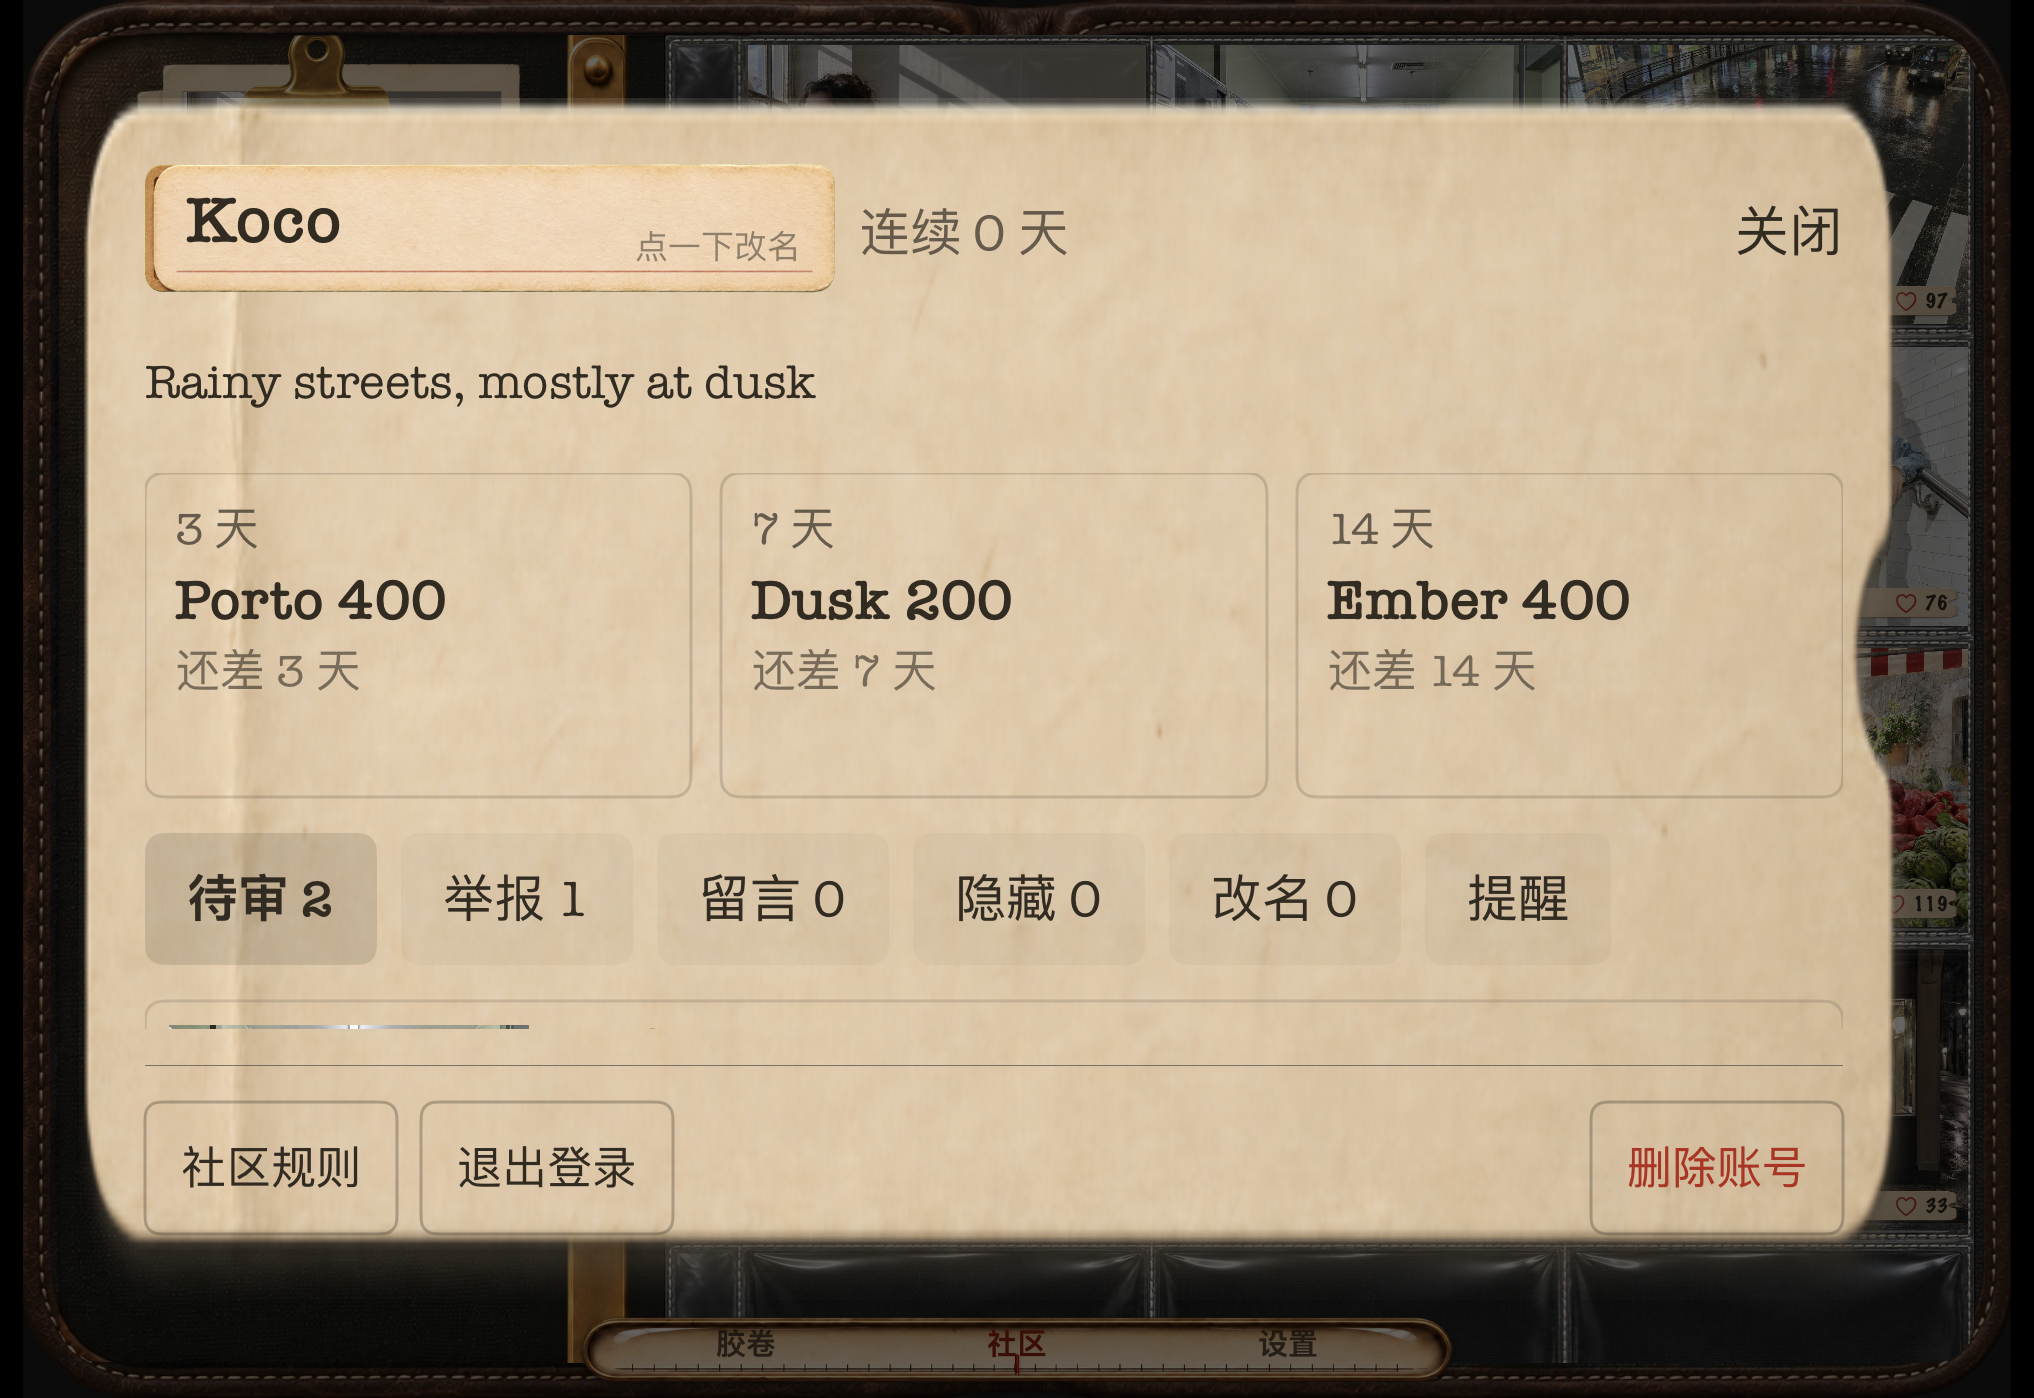 Koco
点一下改名
连续 0 天
关闭
Rainy streets, mostly at dusk
3 天
Porto 400
还差 3 天
7 天
Dusk 200
还差 7 天
14 天
Ember 400
还差 14 天
待审 2
举报 1
留言 0
隐藏 0
改名 0
提醒
社区规则
退出登录
删除账号
97
76
119
33
胶卷
社区
设置